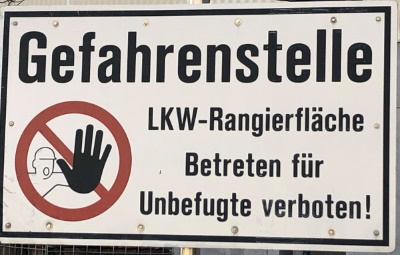 Gefahrenstelle
LKW-Rangierfläche
Betreten für
Unbefugte verboten!